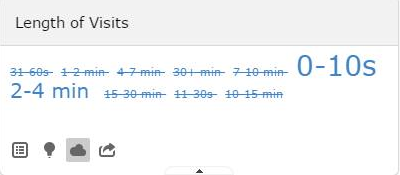 Length of Visits
31-60s 1-2 min 4-7 min 30+ min 7-10 min 0-10s
2-4 min 15-30 min 11-30s 10-15 min